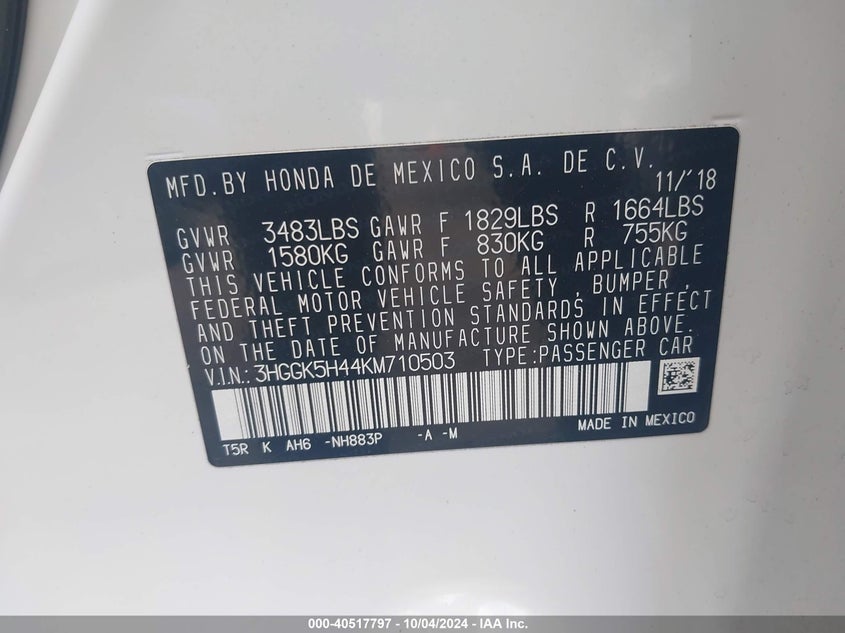 MFD.BY HONDA DE MEXICO S.A. DE C.V.
11/'18
GVWR 3483LBS GAWR F 1829LBS R 1664LBS
GVWR 1580KG GAWR F 830KG R 755KG
THIS VEHICLE CONFORMS TO ALL APPLICABLE
FEDERAL MOTOR VEHICLE SAFETY, BUMPER,
AND THEFT PREVENTION STANDARDS IN EFFECT
ON THE DATE OF MANUFACTURE SHOWN ABOVE.
V.I.N.: 3HGGK5H44KM710503 TYPE:PASSENGER CAR
T5R K AH6 -NH883P -A -M MADE IN MEXICO
000-40517797 - 10/04/2024 - IAA Inc.